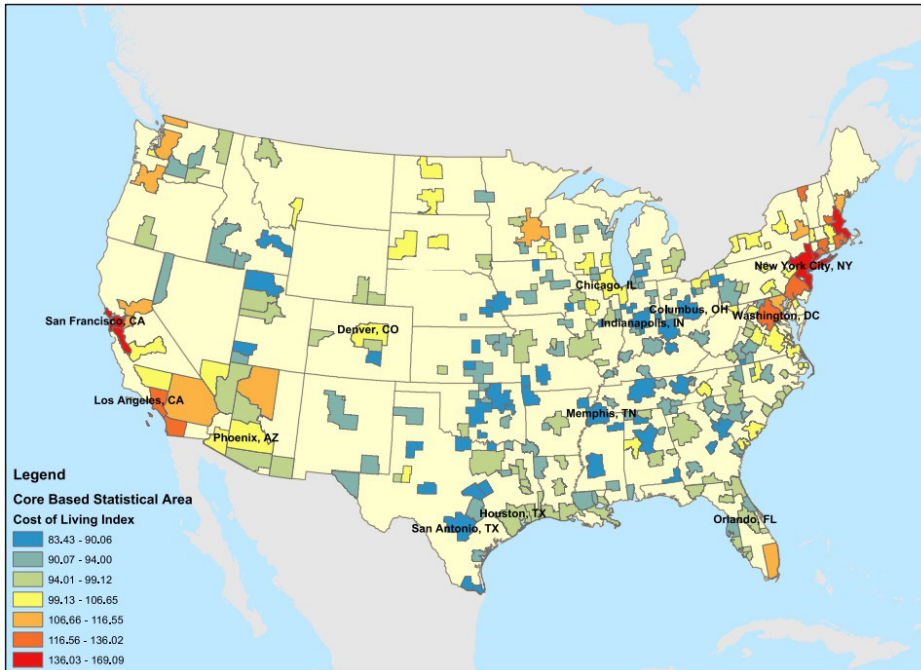 New York City, NY
Chicago, IL
Columbus, OH
Washington, DC
San Francisco, CA
Indianapolis, IN
Denver, CO
Los Angeles, CA
Memphis, TN
Phoenix, AZ
Houston, TX
Orlando, FL
San Antonio, TX
Legend
Core Based Statistical Area
Cost of Living Index
83.43 - 90.06
90.07 - 94.00
94.01 - 99.12
99.13 - 106.65
106.66 - 116.55
116.56 - 136.02
136.03 - 169.09